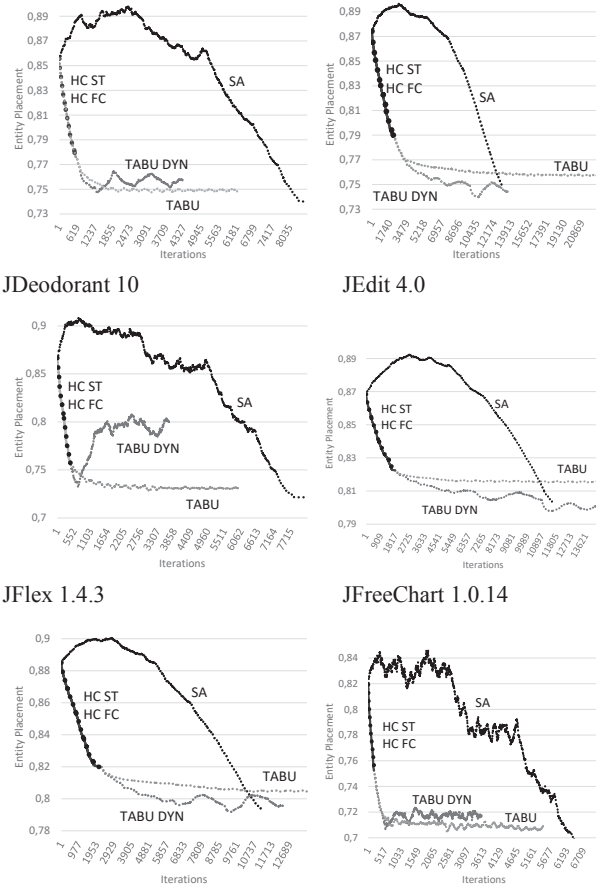 0,89
0,87
0,85
0,83
0,81
0,79
0,77
0,75
0,73
Entity Placement
HC ST
HC FC
SA
TABU DYN
TABU
1
619
1237
1855
2473
3091
3709
4327
4945
5563
6181
6799
7417
8035
Iterations
0,89
0,87
0,85
0,83
0,81
0,79
0,77
0,75
0,73
Entity Placement
HC ST
HC FC
SA
TABU
TABU DYN
1
1740
3479
5218
6957
8696
10435
12174
13913
15652
17391
19130
20869
Iterations
JDeodorant 10
JEdit 4.0
0,9
0,8
0,7
Entity Placement
HC ST
HC FC
SA
TABU DYN
TABU
1
552
1103
1654
2205
2756
3307
3858
4409
4960
5511
6062
6613
7164
7715
Iterations
0,89
0,87
0,85
0,83
0,81
0,79
Entity Placement
HC ST
HC FC
SA
TABU
TABU DYN
1
909
1817
2725
3633
4541
5449
6357
7265
8173
9081
9989
10897
11805
12713
13621
Iterations
JFlex 1.4.3
JFreeChart 1.0.14
0,9
0,88
0,86
0,84
0,82
0,8
0,78
Entity Placement
HC ST
HC FC
SA
TABU
TABU DYN
1
977
1953
2929
3905
4881
5857
6833
7809
8785
9761
10737
11713
12689
Iterations
0,84
0,82
0,8
0,78
0,76
0,74
0,72
0,7
Entity Placement
HC ST
HC FC
SA
TABU DYN
TABU
1
517
1033
1549
2065
2581
3097
3613
4129
4645
5161
5677
6193
6709
Iterations